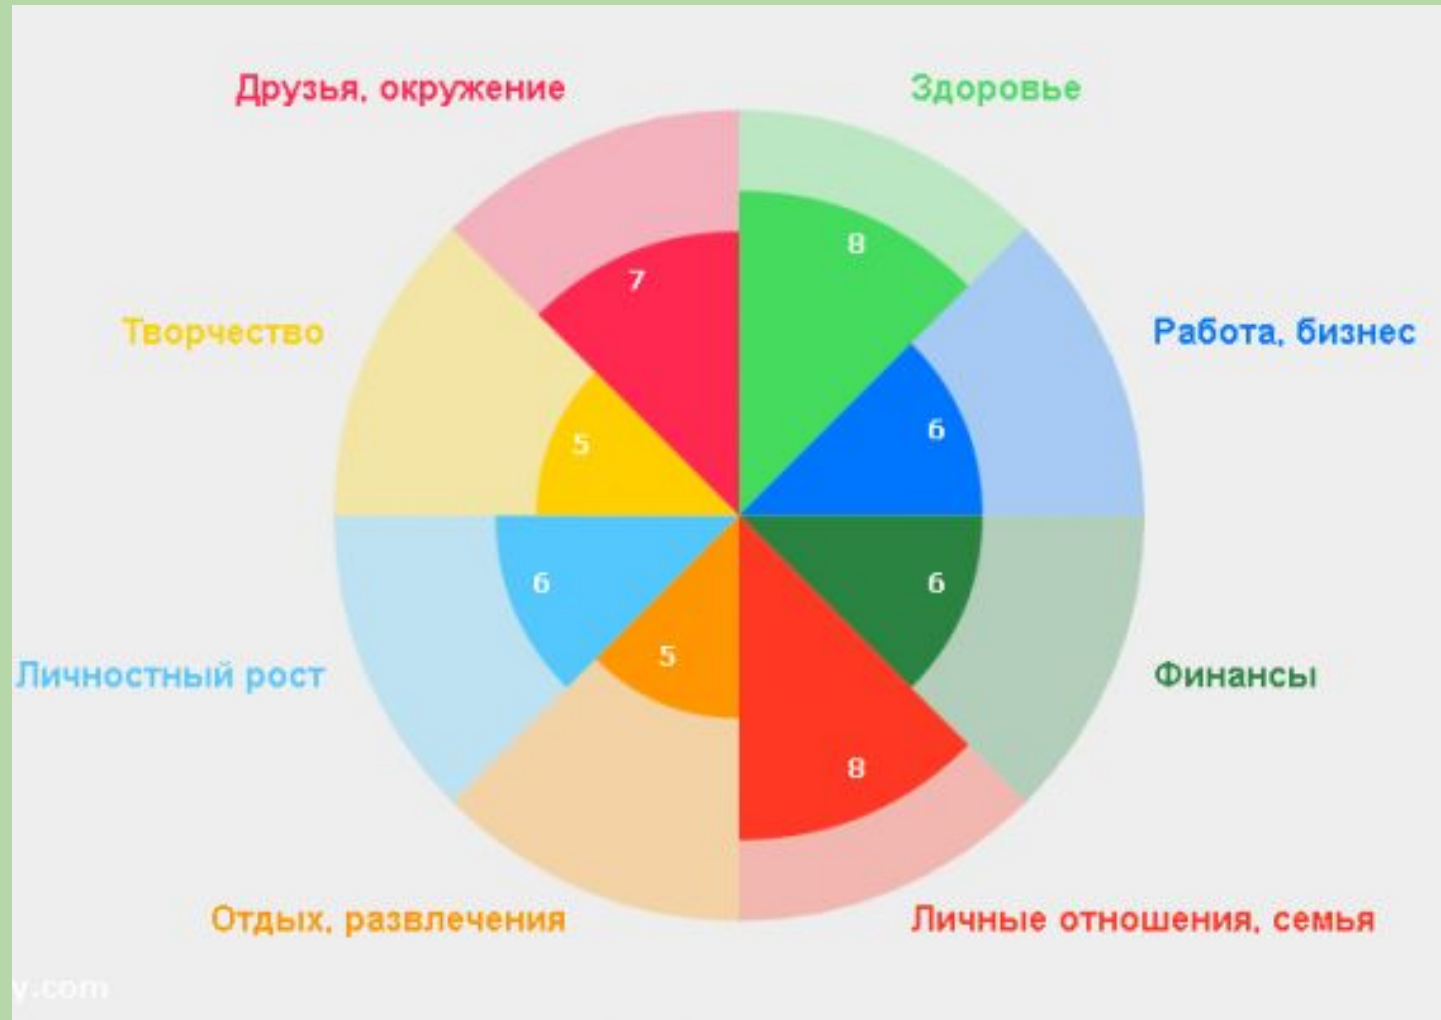 Друзья, окружение
Здоровье
8
7
Творчество
Работа, бизнес
5
6
6
6
Личностный рост
5
Финансы
8
Отдых, развлечения
Личные отношения, семья
y.com